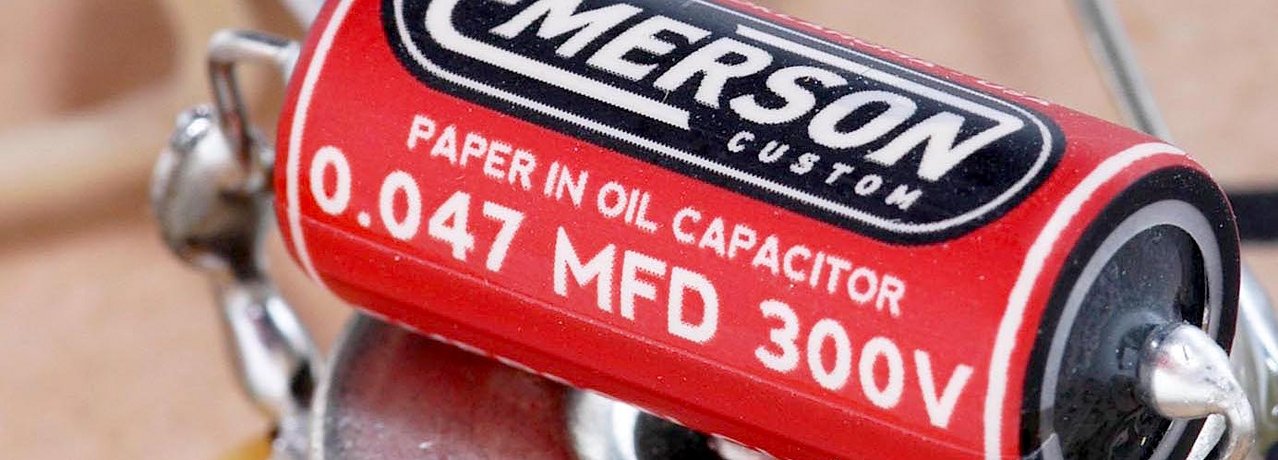 EMERSON
CUSTOM
PAPER IN OIL CAPACITOR
0.047 MFD 300V